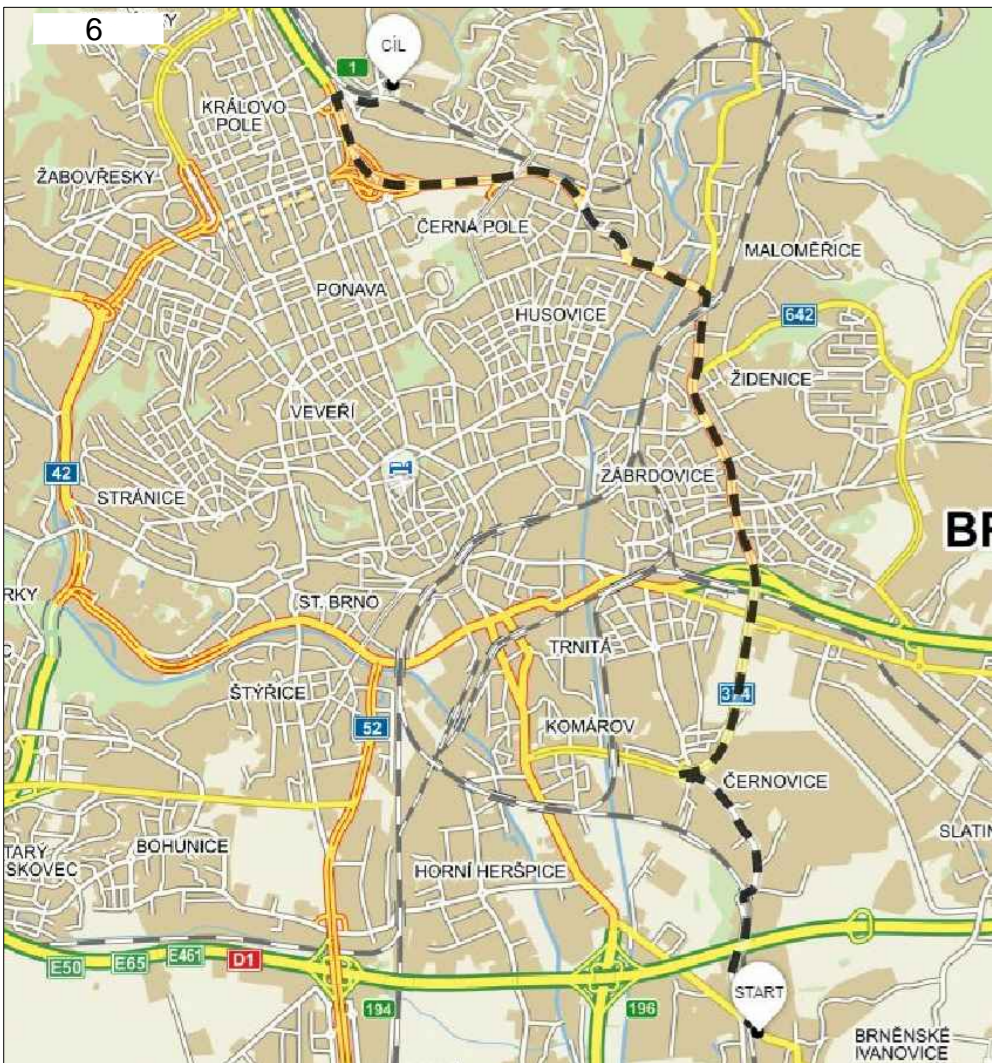 6
CÍL
1
KRÁLOVO
POLE
ŽABOVŘESKY
ČERNÁ POLE
MALOMĚŘICE
PONAVA
HUSOVICE
642
ŽIDENICE
VEVEŘÍ
42
STRÁNICE
ZÁBRDOVICE
BR
RKY
ST. BRNO
TRNITÁ
ŠTÝŘICE
374
52
KOMÁROV
ČERNOVICE
SLATIN
TARÝ
SKOVEC
BOHUNICE
HORNÍ HERŠPICE
E50
E65
E461
D1
194
196
START
BRNĚNSKÉ
IVANOVICE